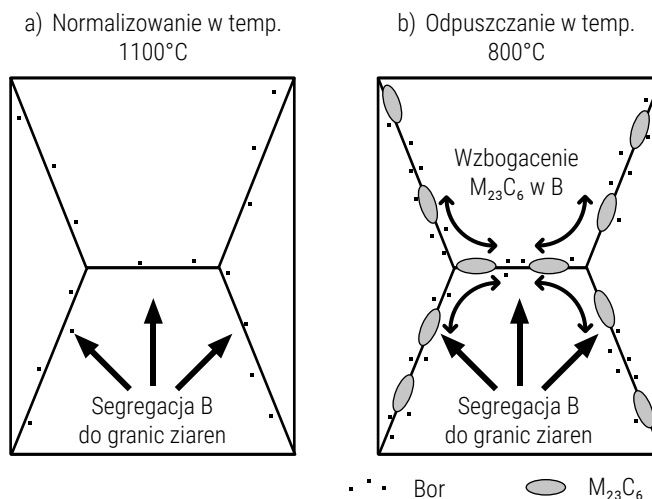 a) Normalizowanie w temp.
1100°C
b) Odpuszczanie w temp.
800°C
Segregacja B
do granic ziaren
Wzbogacenie
M₂₃C₆ w B
Segregacja B
do granic ziaren
Bor
M₂₃C₆